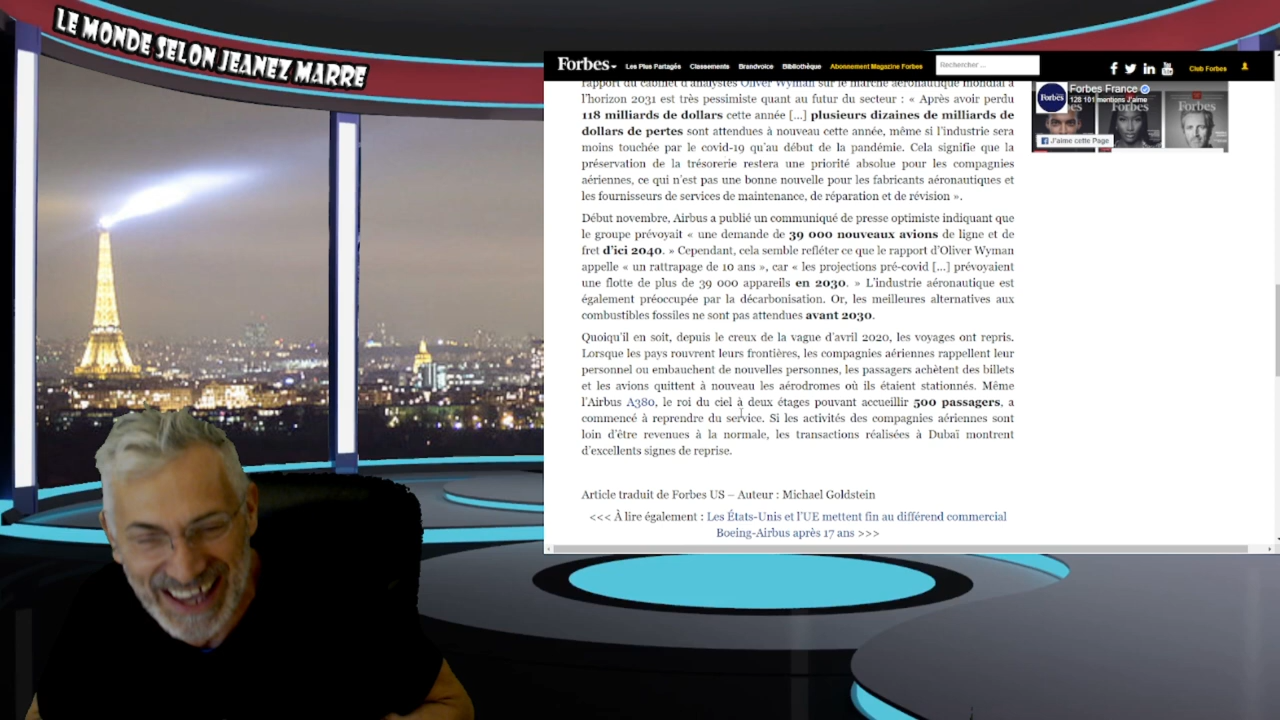 LE MONDE SELON JEANEZ MARRE
Forbes Les Plus Partagés Classements Brandvoice Bibliothèque Abonnement Magazine Forbes Rechercher ... Club Forbes
rapport du cabinet d'analystes Oliver Wyman sur le marché aéronautique mondial à
l'horizon 2031 est très pessimiste quant au futur du secteur : « Après avoir perdu
118 milliards de dollars cette année [...] plusieurs dizaines de milliards de
dollars de pertes sont attendues à nouveau cette année, même si l'industrie sera
moins touchée par le covid-19 qu'au début de la pandémie. Cela signifie que la
préservation de la trésorerie restera une priorité absolue pour les compagnies
aériennes, ce qui n'est pas une bonne nouvelle pour les fabricants aéronautiques et
les fournisseurs de services de maintenance, de réparation et de révision ».
Début novembre, Airbus a publié un communiqué de presse optimiste indiquant que
le groupe prévoyait « une demande de 39 000 nouveaux avions de ligne et de
fret d'ici 2040. » Cependant, cela semble refléter ce que le rapport d'Oliver Wyman
appelle « un rattrapage de 10 ans », car « les projections pré-covid [...] prévoyaient
une flotte de plus de 39 000 appareils en 2030. » L'industrie aéronautique est
également préoccupée par la décarbonisation. Or, les meilleures alternatives aux
combustibles fossiles ne sont pas attendues avant 2030.
Quoiqu'il en soit, depuis le creux de la vague d'avril 2020, les voyages ont repris.
Lorsque les pays rouvrent leurs frontières, les compagnies aériennes rappellent leur
personnel ou embauchent de nouvelles personnes, les passagers achètent des billets
et les avions quittent à nouveau les aérodromes où ils étaient stationnés. Même
l'Airbus A380, le roi du ciel à deux étages pouvant accueillir 500 passagers, a
commencé à reprendre du service. Si les activités des compagnies aériennes sont
loin d'être revenues à la normale, les transactions réalisées à Dubaï montrent
d'excellents signes de reprise.
Article traduit de Forbes US – Auteur : Michael Goldstein
<<< À lire également : Les États-Unis et l'UE mettent fin au différend commercial
Boeing-Airbus après 17 ans >>>
Forbes France
128 101 mentions J'aime
Forbes
Forbes
Forbes
J'aime cette Page